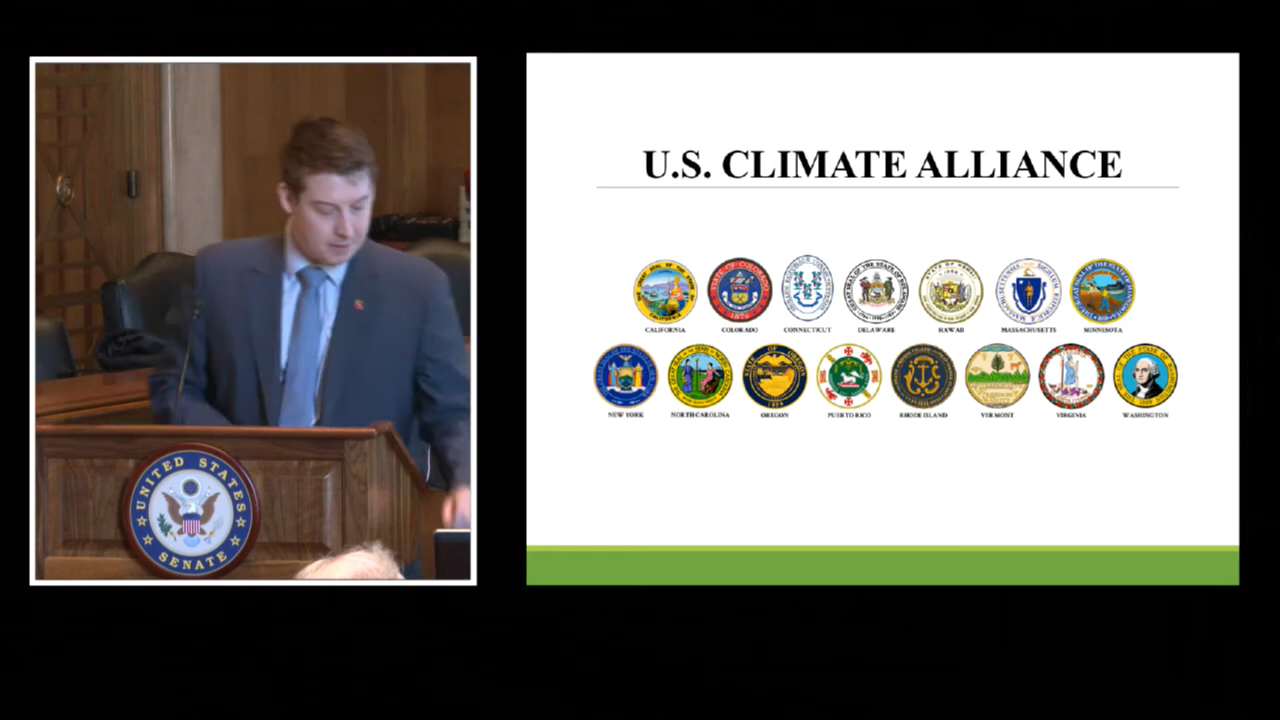 U.S. CLIMATE ALLIANCE
CALIFORNIA COLORADO CONNECTICUT DELAWARE HAWAII MASSACHUSETTS MINNESOTA
NEW YORK NORTH CAROLINA OREGON PUERTO RICO RHODE ISLAND VERMONT VIRGINIA WASHINGTON
UNITED STATES
SENATE